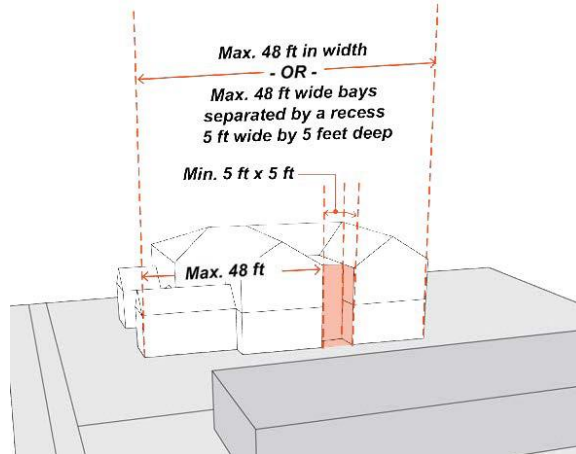 Max. 48 ft in width
- OR -
Max. 48 ft wide bays
separated by a recess
5 ft wide by 5 feet deep
Min. 5 ft x 5 ft
Max. 48 ft